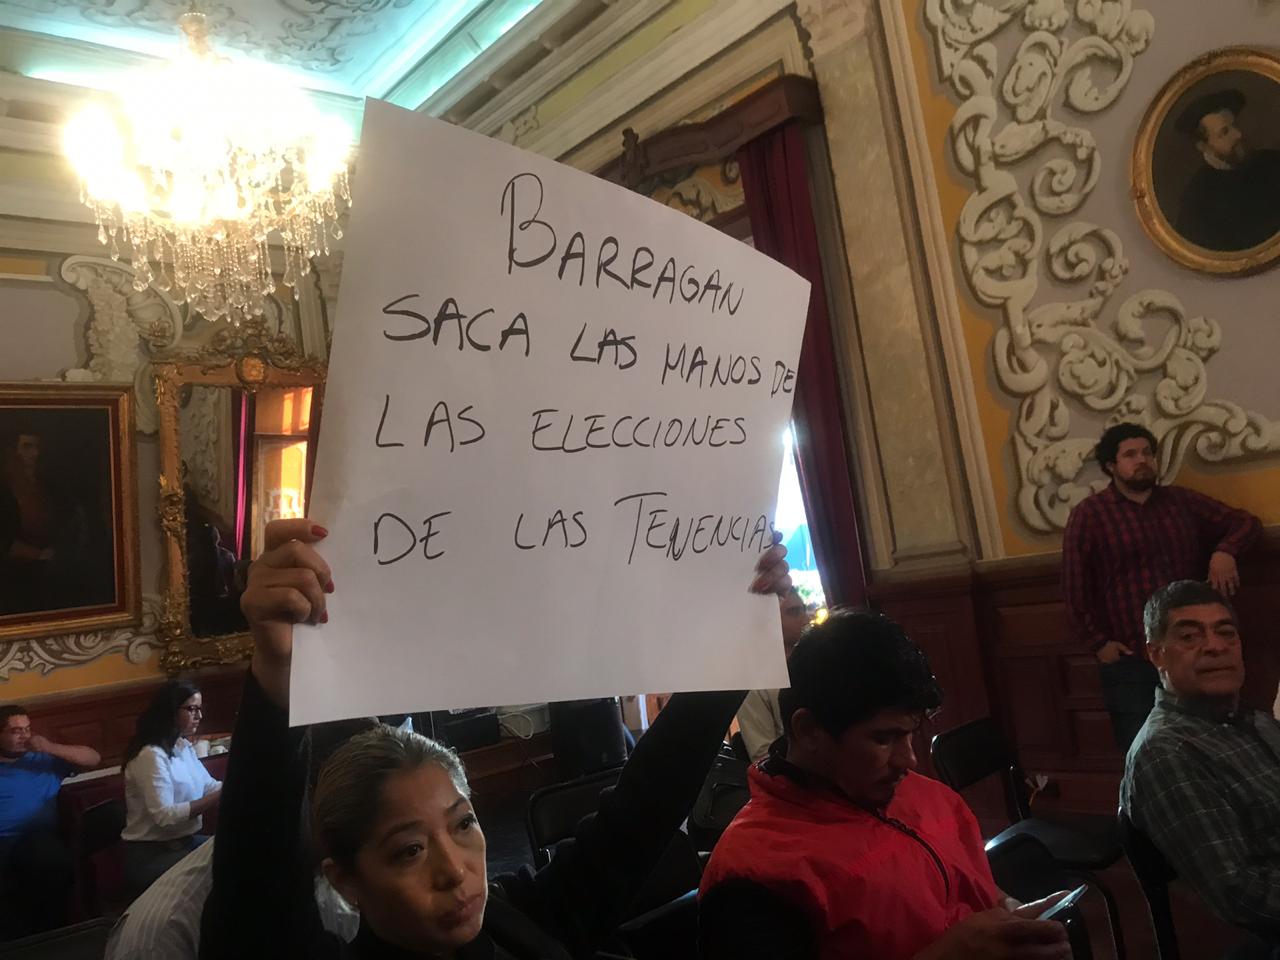 BARRAGAN
SACA LAS MANOS DE
LAS ELECCIONES
DE LAS TENENCIAS